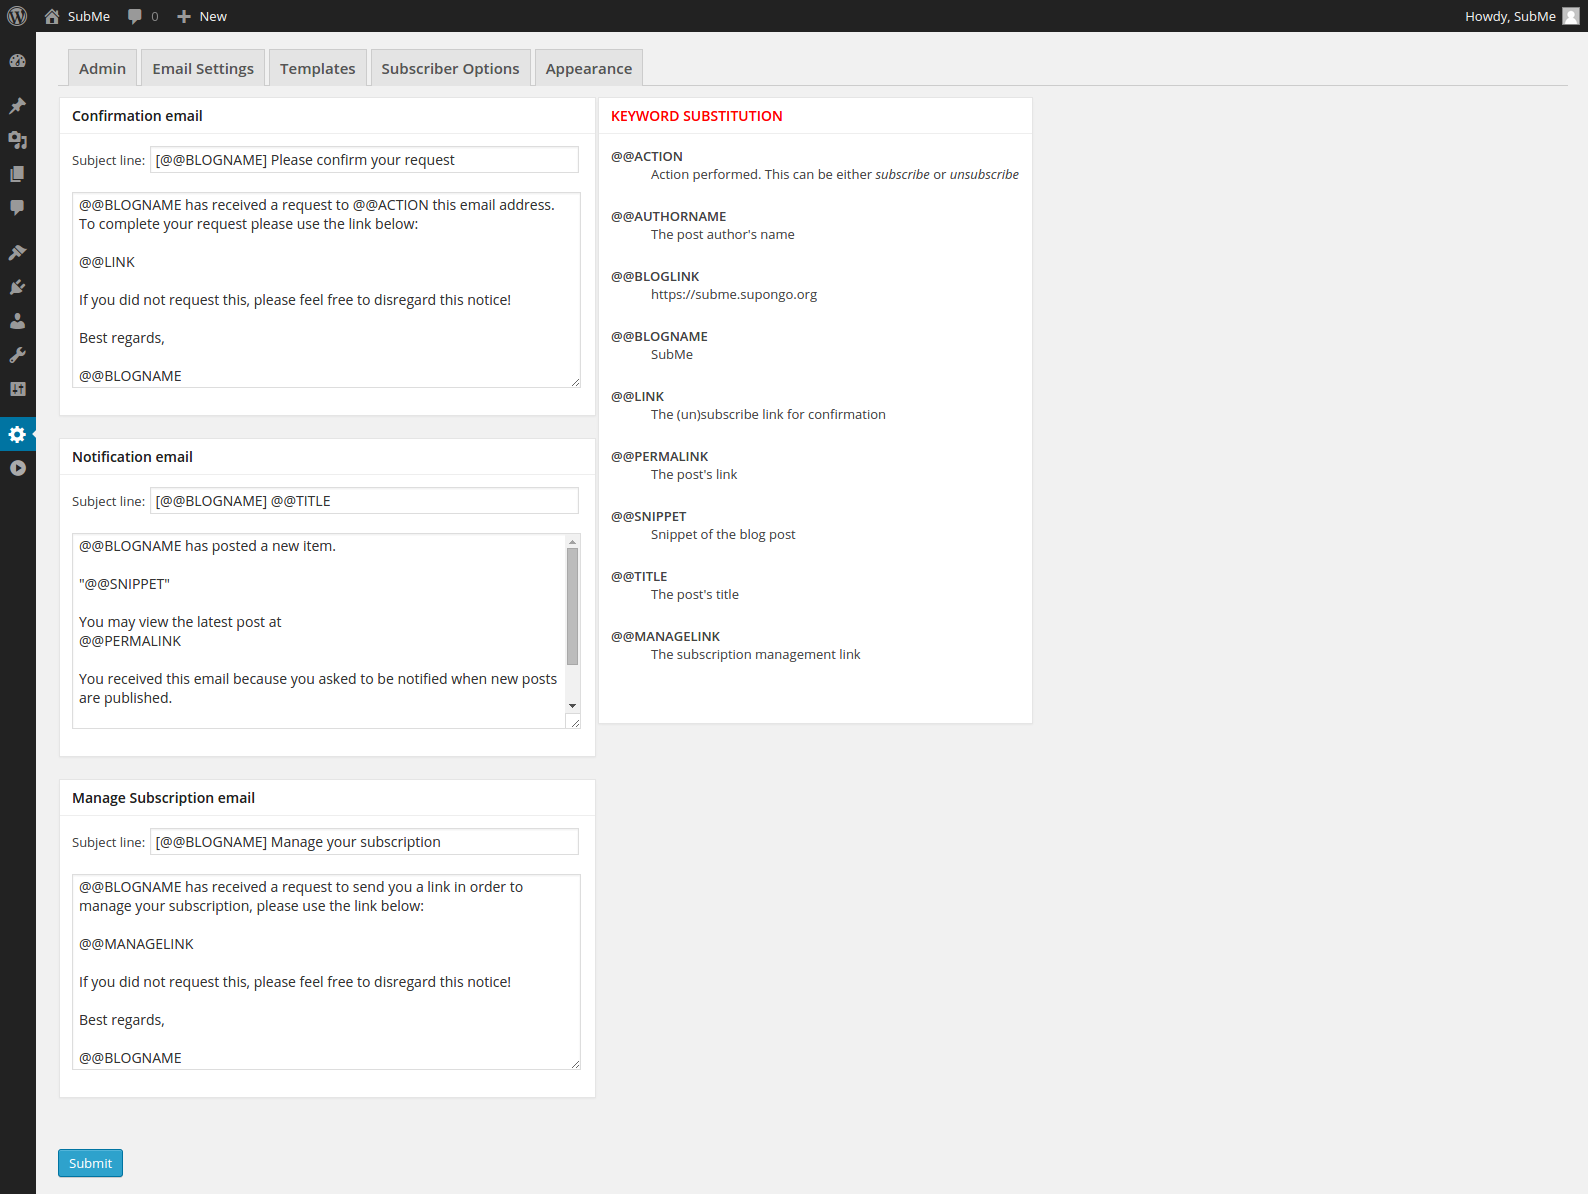 SubMe 0 New Howdy, SubMe
Admin Email Settings Templates Subscriber Options Appearance
Confirmation email
Subject line: [@@BLOGNAME] Please confirm your request
@@BLOGNAME has received a request to @@ACTION this email address.
To complete your request please use the link below:
@@LINK
If you did not request this, please feel free to disregard this notice!
Best regards,
@@BLOGNAME
Notification email
Subject line: [@@BLOGNAME] @@TITLE
@@BLOGNAME has posted a new item.
"@@SNIPPET"
You may view the latest post at
@@PERMALINK
You received this email because you asked to be notified when new posts
are published.
Manage Subscription email
Subject line: [@@BLOGNAME] Manage your subscription
@@BLOGNAME has received a request to send you a link in order to
manage your subscription, please use the link below:
@@MANAGELINK
If you did not request this, please feel free to disregard this notice!
Best regards,
@@BLOGNAME
Submit
KEYWORD SUBSTITUTION
@@ACTION
Action performed. This can be either subscribe or unsubscribe
@@AUTHORNAME
The post author's name
@@BLOGLINK
https://subme.supongo.org
@@BLOGNAME
SubMe
@@LINK
The (un)subscribe link for confirmation
@@PERMALINK
The post's link
@@SNIPPET
Snippet of the blog post
@@TITLE
The post's title
@@MANAGELINK
The subscription management link